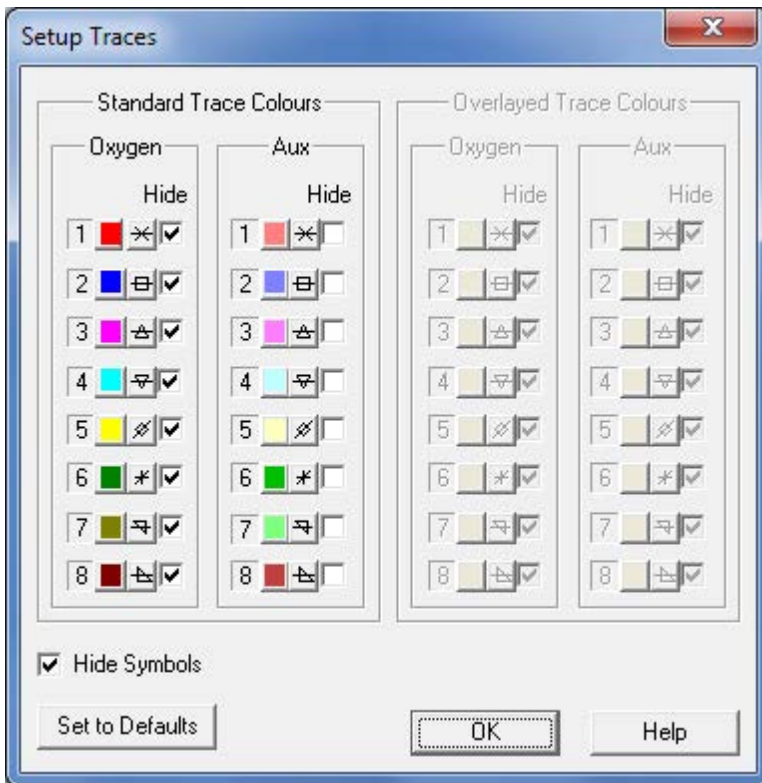 Setup Traces
Standard Trace Colours
Overlayed Trace Colours
Oxygen
Aux
Oxygen
Aux
Hide
Hide
Hide
Hide
1 1 1 1
2 2 2 2
3 3 3 3
4 4 4 4
5 5 5 5
6 6 6 6
7 7 7 7
8 8 8 8
Hide Symbols
Set to Defaults
OK
Help